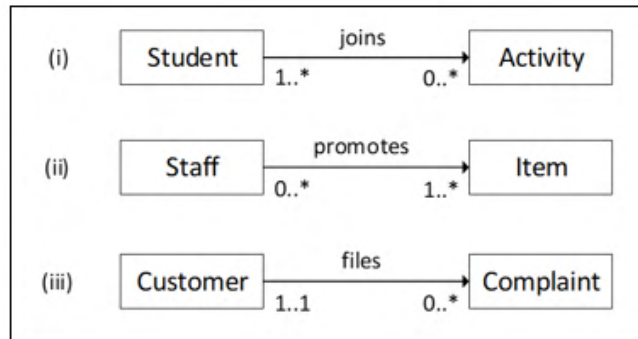 joins
(i) Student Activity
1..* 0..*
promotes
(ii) Staff Item
0..* 1..*
files
(iii) Customer Complaint
1..1 0..*